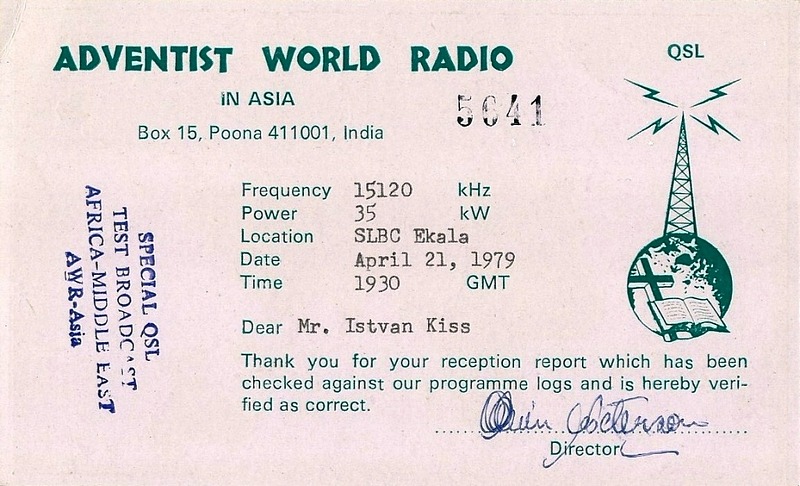 ADVENTIST WORLD RADIO
QSL
IN ASIA
5641
Box 15, Poona 411001, India
Frequency 15120 kHz
Power 35 kW
Location SLBC Ekala
Date April 21, 1979
Time 1930 GMT
SPECIAL QSL
TEST BROADCAST
AFRICA-MIDDLE EAST
AWR-Asia
Dear Mr. Istvan Kiss
Thank you for your reception report which has been
checked against our programme logs and is hereby veri-
fied as correct.
Director